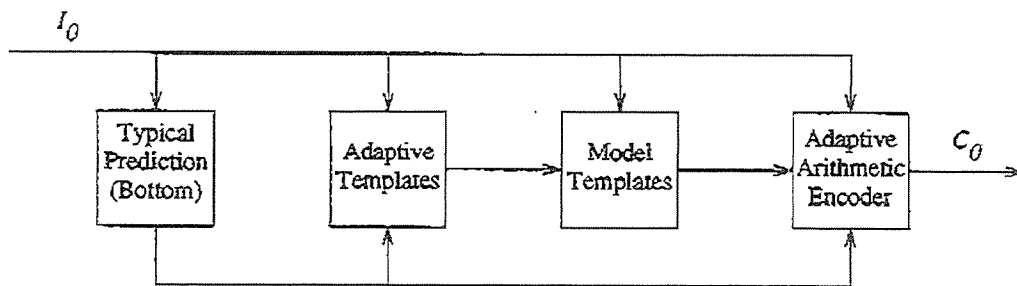 I₀
Typical
Prediction
(Bottom)
Adaptive
Templates
Model
Templates
Adaptive
Arithmetic
Encoder
C₀